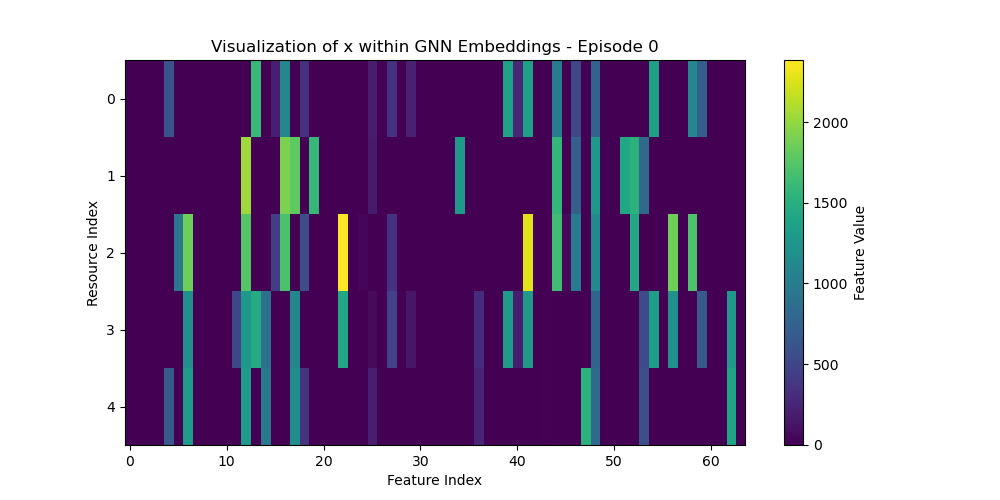 Visualization of x within GNN Embeddings - Episode 0
Resource Index
0
1
2
3
4
0 10 20 30 40 50 60
Feature Index
2000
1500
1000
500
0
Feature Value